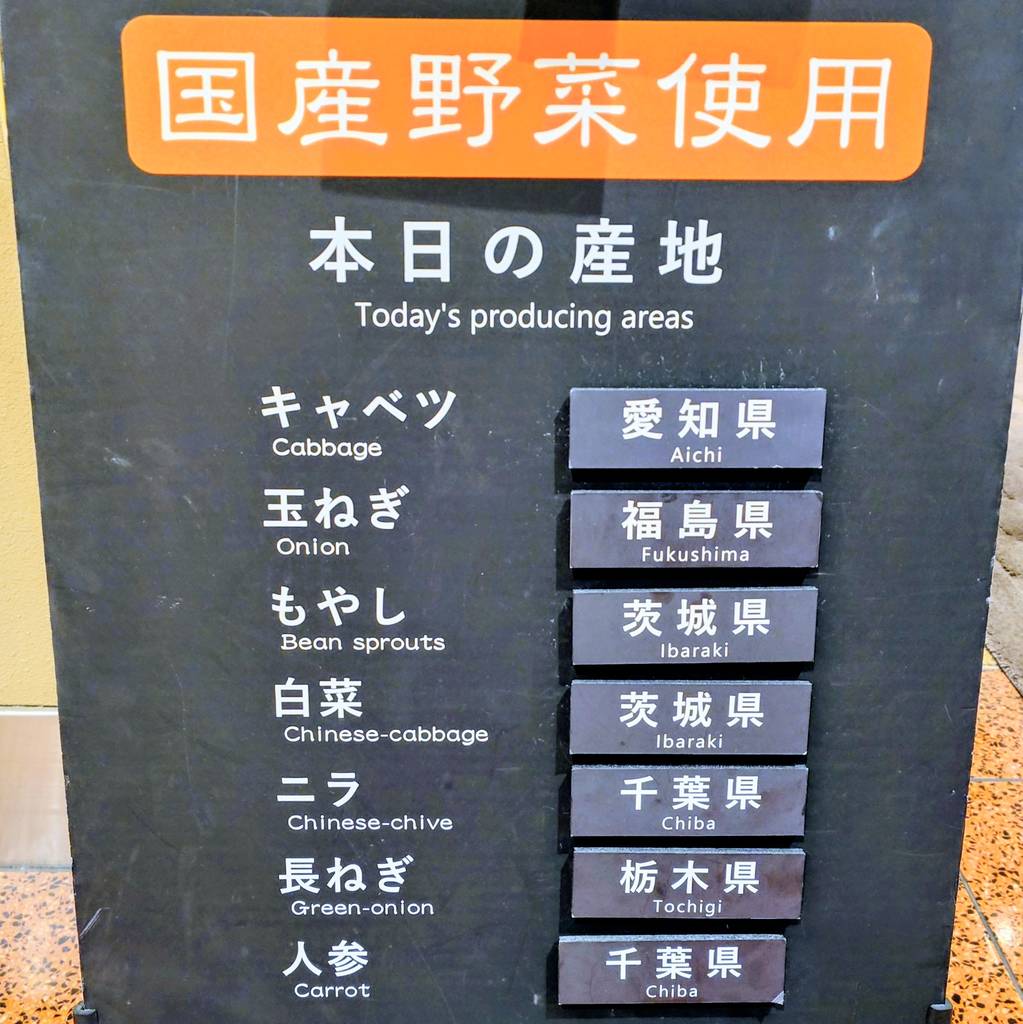 国産野菜使用
本日の産地
Today's producing areas
キャベツ 愛知県
Cabbage Aichi
玉ねぎ 福島県
Onion Fukushima
もやし 茨城県
Bean sprouts Ibaraki
白菜 茨城県
Chinese-cabbage Ibaraki
ニラ 千葉県
Chinese-chive Chiba
長ねぎ 栃木県
Green-onion Tochigi
人参 千葉県
Carrot Chiba